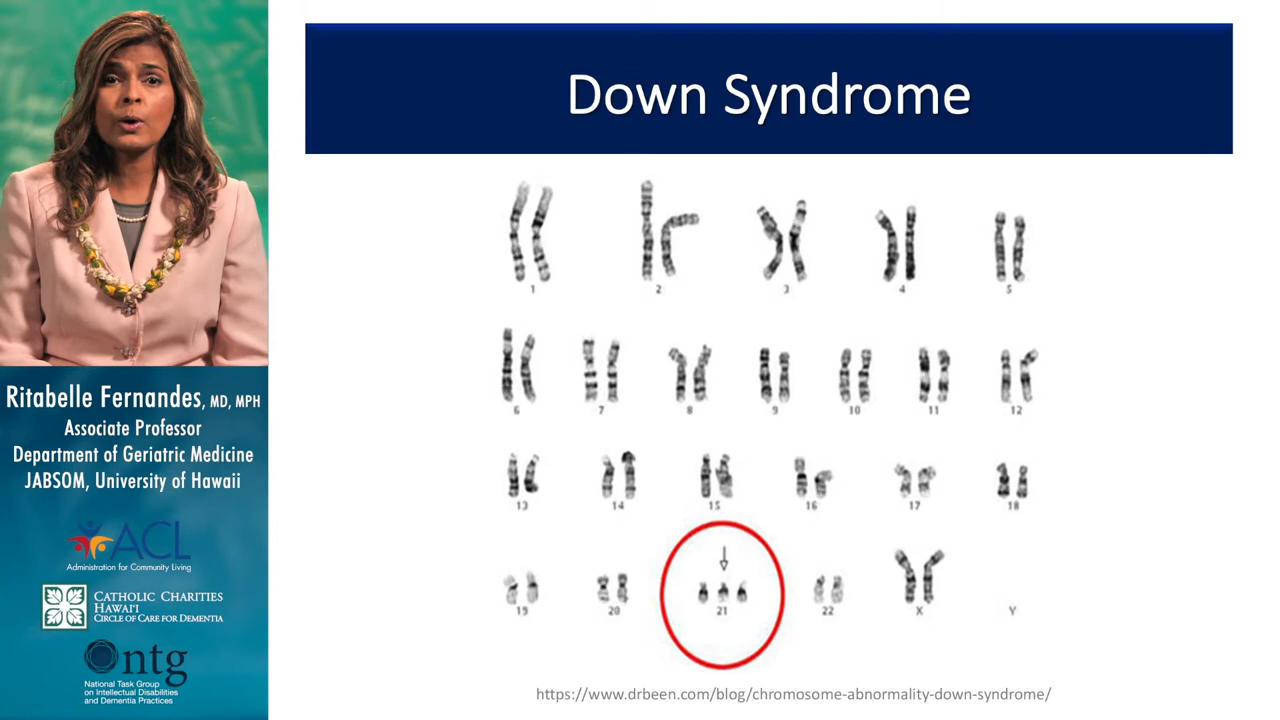 Down Syndrome
1
2
3
4
5
6
7
8
9
10
11
12
13
14
15
16
17
18
19
20
21
22
X
Y
https://www.drbeen.com/blog/chromosome-abnormality-down-syndrome/
Ritabelle Fernandes, MD, MPH
Associate Professor
Department of Geriatric Medicine
JABSOM, University of Hawaii
ACL
Administration for Community Living
CATHOLIC CHARITIES
HAWAI‘I
CIRCLE OF CARE FOR DEMENTIA
ntg
National Task Group
on Intellectual Disabilities
and Dementia Practices